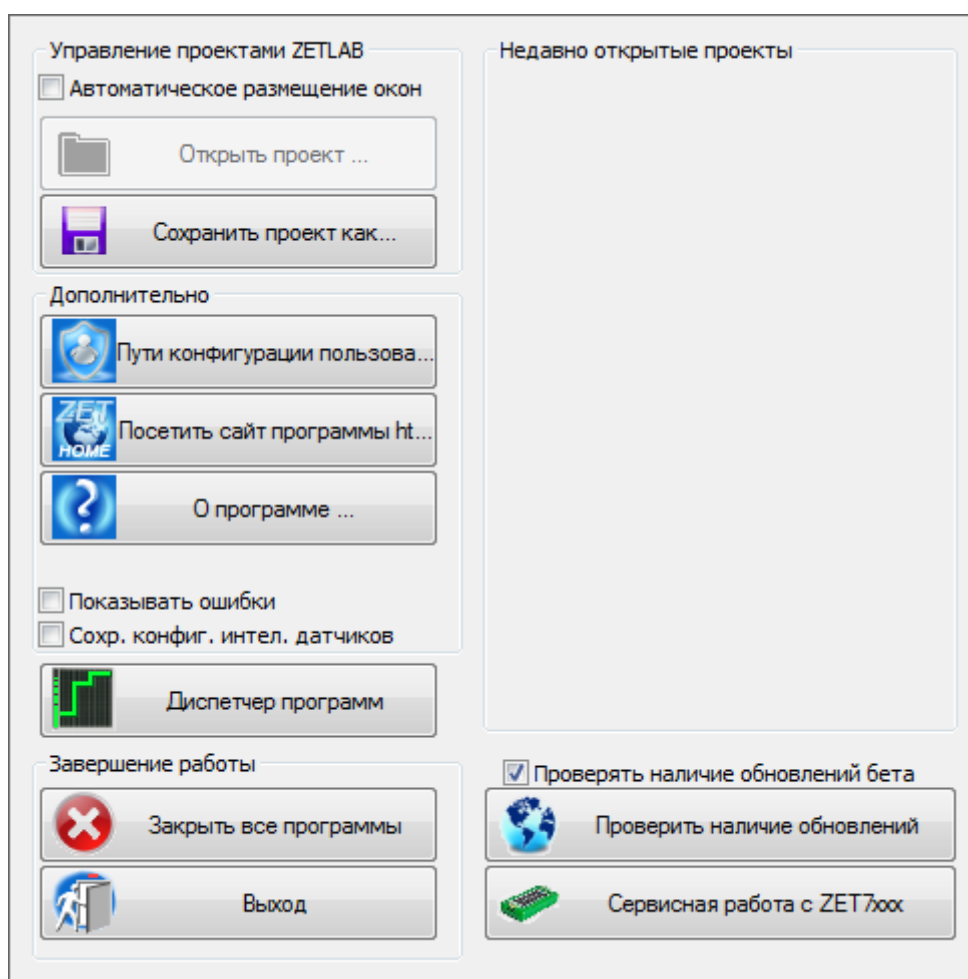 Управление проектами ZETLAB
Автоматическое размещение окон
Открыть проект ...
Сохранить проект как...
Дополнительно
Пути конфигурации пользова...
ZET
HOME
Посетить сайт программы ht...
О программе ...
Показывать ошибки
Сохр. конфиг. интел. датчиков
Диспетчер программ
Завершение работы
Закрыть все программы
Выход
Недавно открытые проекты
Проверять наличие обновлений бета
Проверить наличие обновлений
Сервисная работа с ZET7xxx